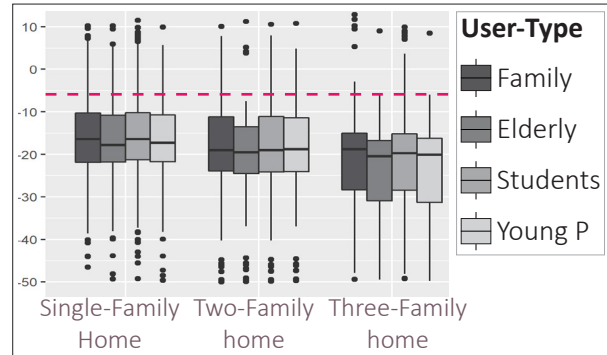 10
0
-10
-20
-30
-40
-50
Single-Family
Home
Two-Family
home
Three-Family
home
User-Type
Family
Elderly
Students
Young P